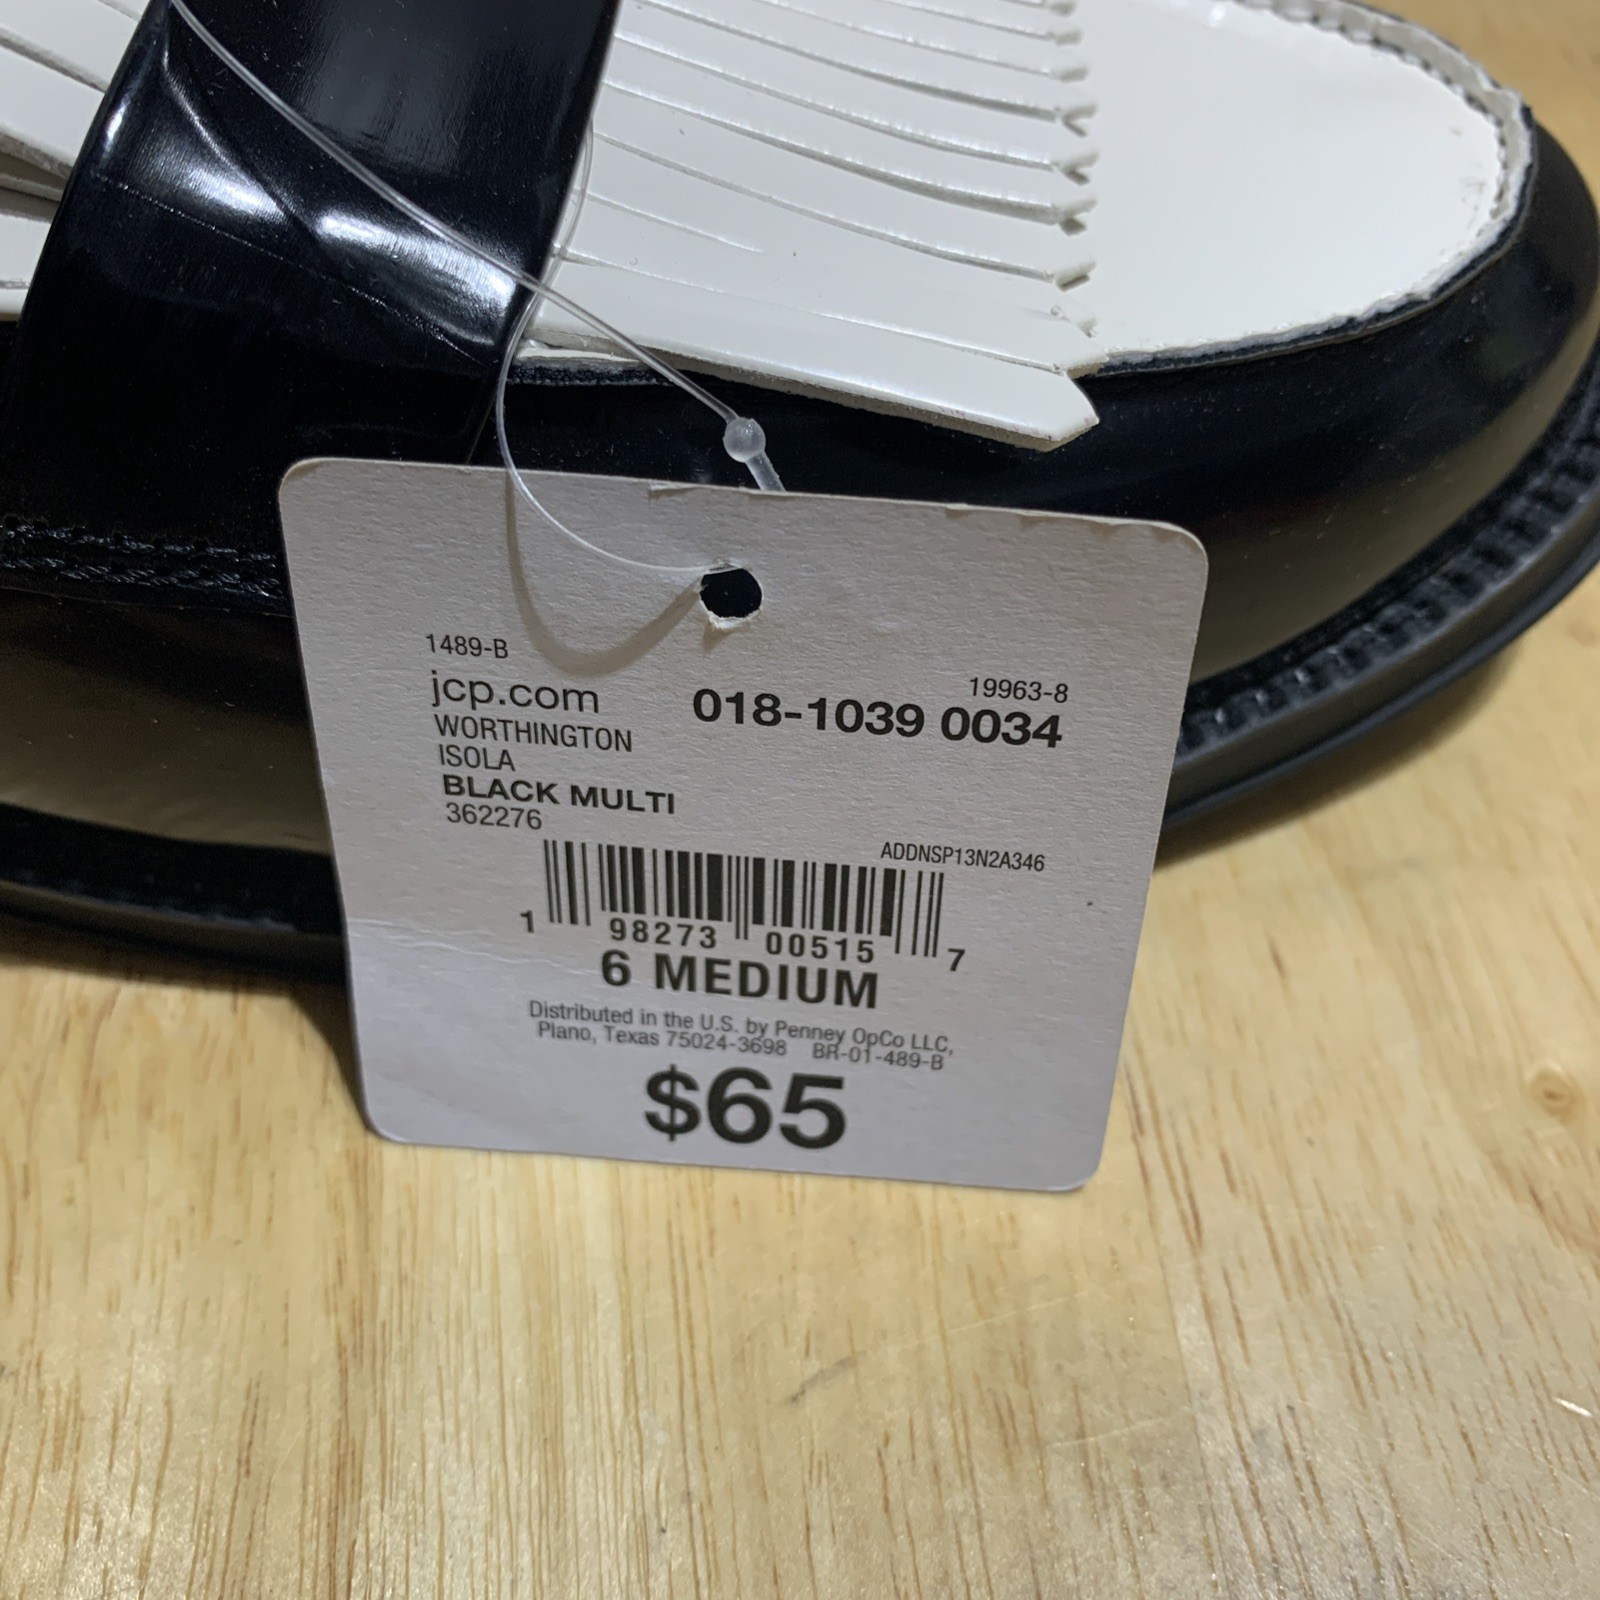 1489-B
19963-8
jcp.com
018-1039 0034
WORTHINGTON
ISOLA
BLACK MULTI
362276
ADDNSP13N2A346
1 98273 00515 7
6 MEDIUM
Distributed in the U.S. by Penney OpCo LLC,
Plano, Texas 75024-3698 BR-01-489-B
$65